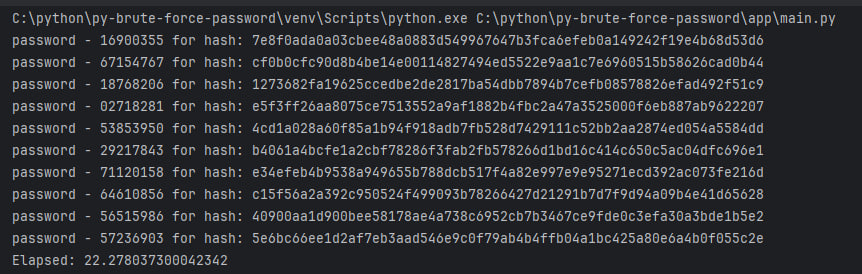 C:\python\py-brute-force-password\venv\Scripts\python.exe C:\python\py-brute-force-password\app\main.py
password - 16900355 for hash: 7e8f0ada0a03cbee48a0883d549967647b3fca6efeb0a149242f19e4b68d53d6
password - 67154767 for hash: cf0b0cfc90d8b4be14e00114827494ed5522e9aa1c7e6960515b58626cad0b44
password - 18768206 for hash: 1273682fa19625ccedbe2de2817ba54dbb7894b7cefb08578826efad492f51c9
password - 02718281 for hash: e5f3ff26aa8075ce7513552a9af1882b4fbc2a47a3525000f6eb887ab9622207
password - 53853950 for hash: 4cd1a028a60f85a1b94f918adb7fb528d7429111c52bb2aa2874ed054a5584dd
password - 29217843 for hash: b4061a4bcfe1a2cbf78286f3fab2fb578266d1bd16c414c650c5ac04dfc696e1
password - 71120158 for hash: e34efeb4b9538a949655b788dcb517f4a82e997e9e95271ecd392ac073fe216d
password - 64610856 for hash: c15f56a2a392c950524f499093b78266427d21291b7d7f9d94a09b4e41d65628
password - 56515986 for hash: 40900aa1d900bee58178ae4a738c6952cb7b3467ce9fde0c3efa30a3bde1b5e2
password - 57236903 for hash: 5e6bc66ee1d2af7eb3aad546e9c0f79ab4b4ffb04a1bc425a80e6a4b0f055c2e
Elapsed: 22.278037300042342